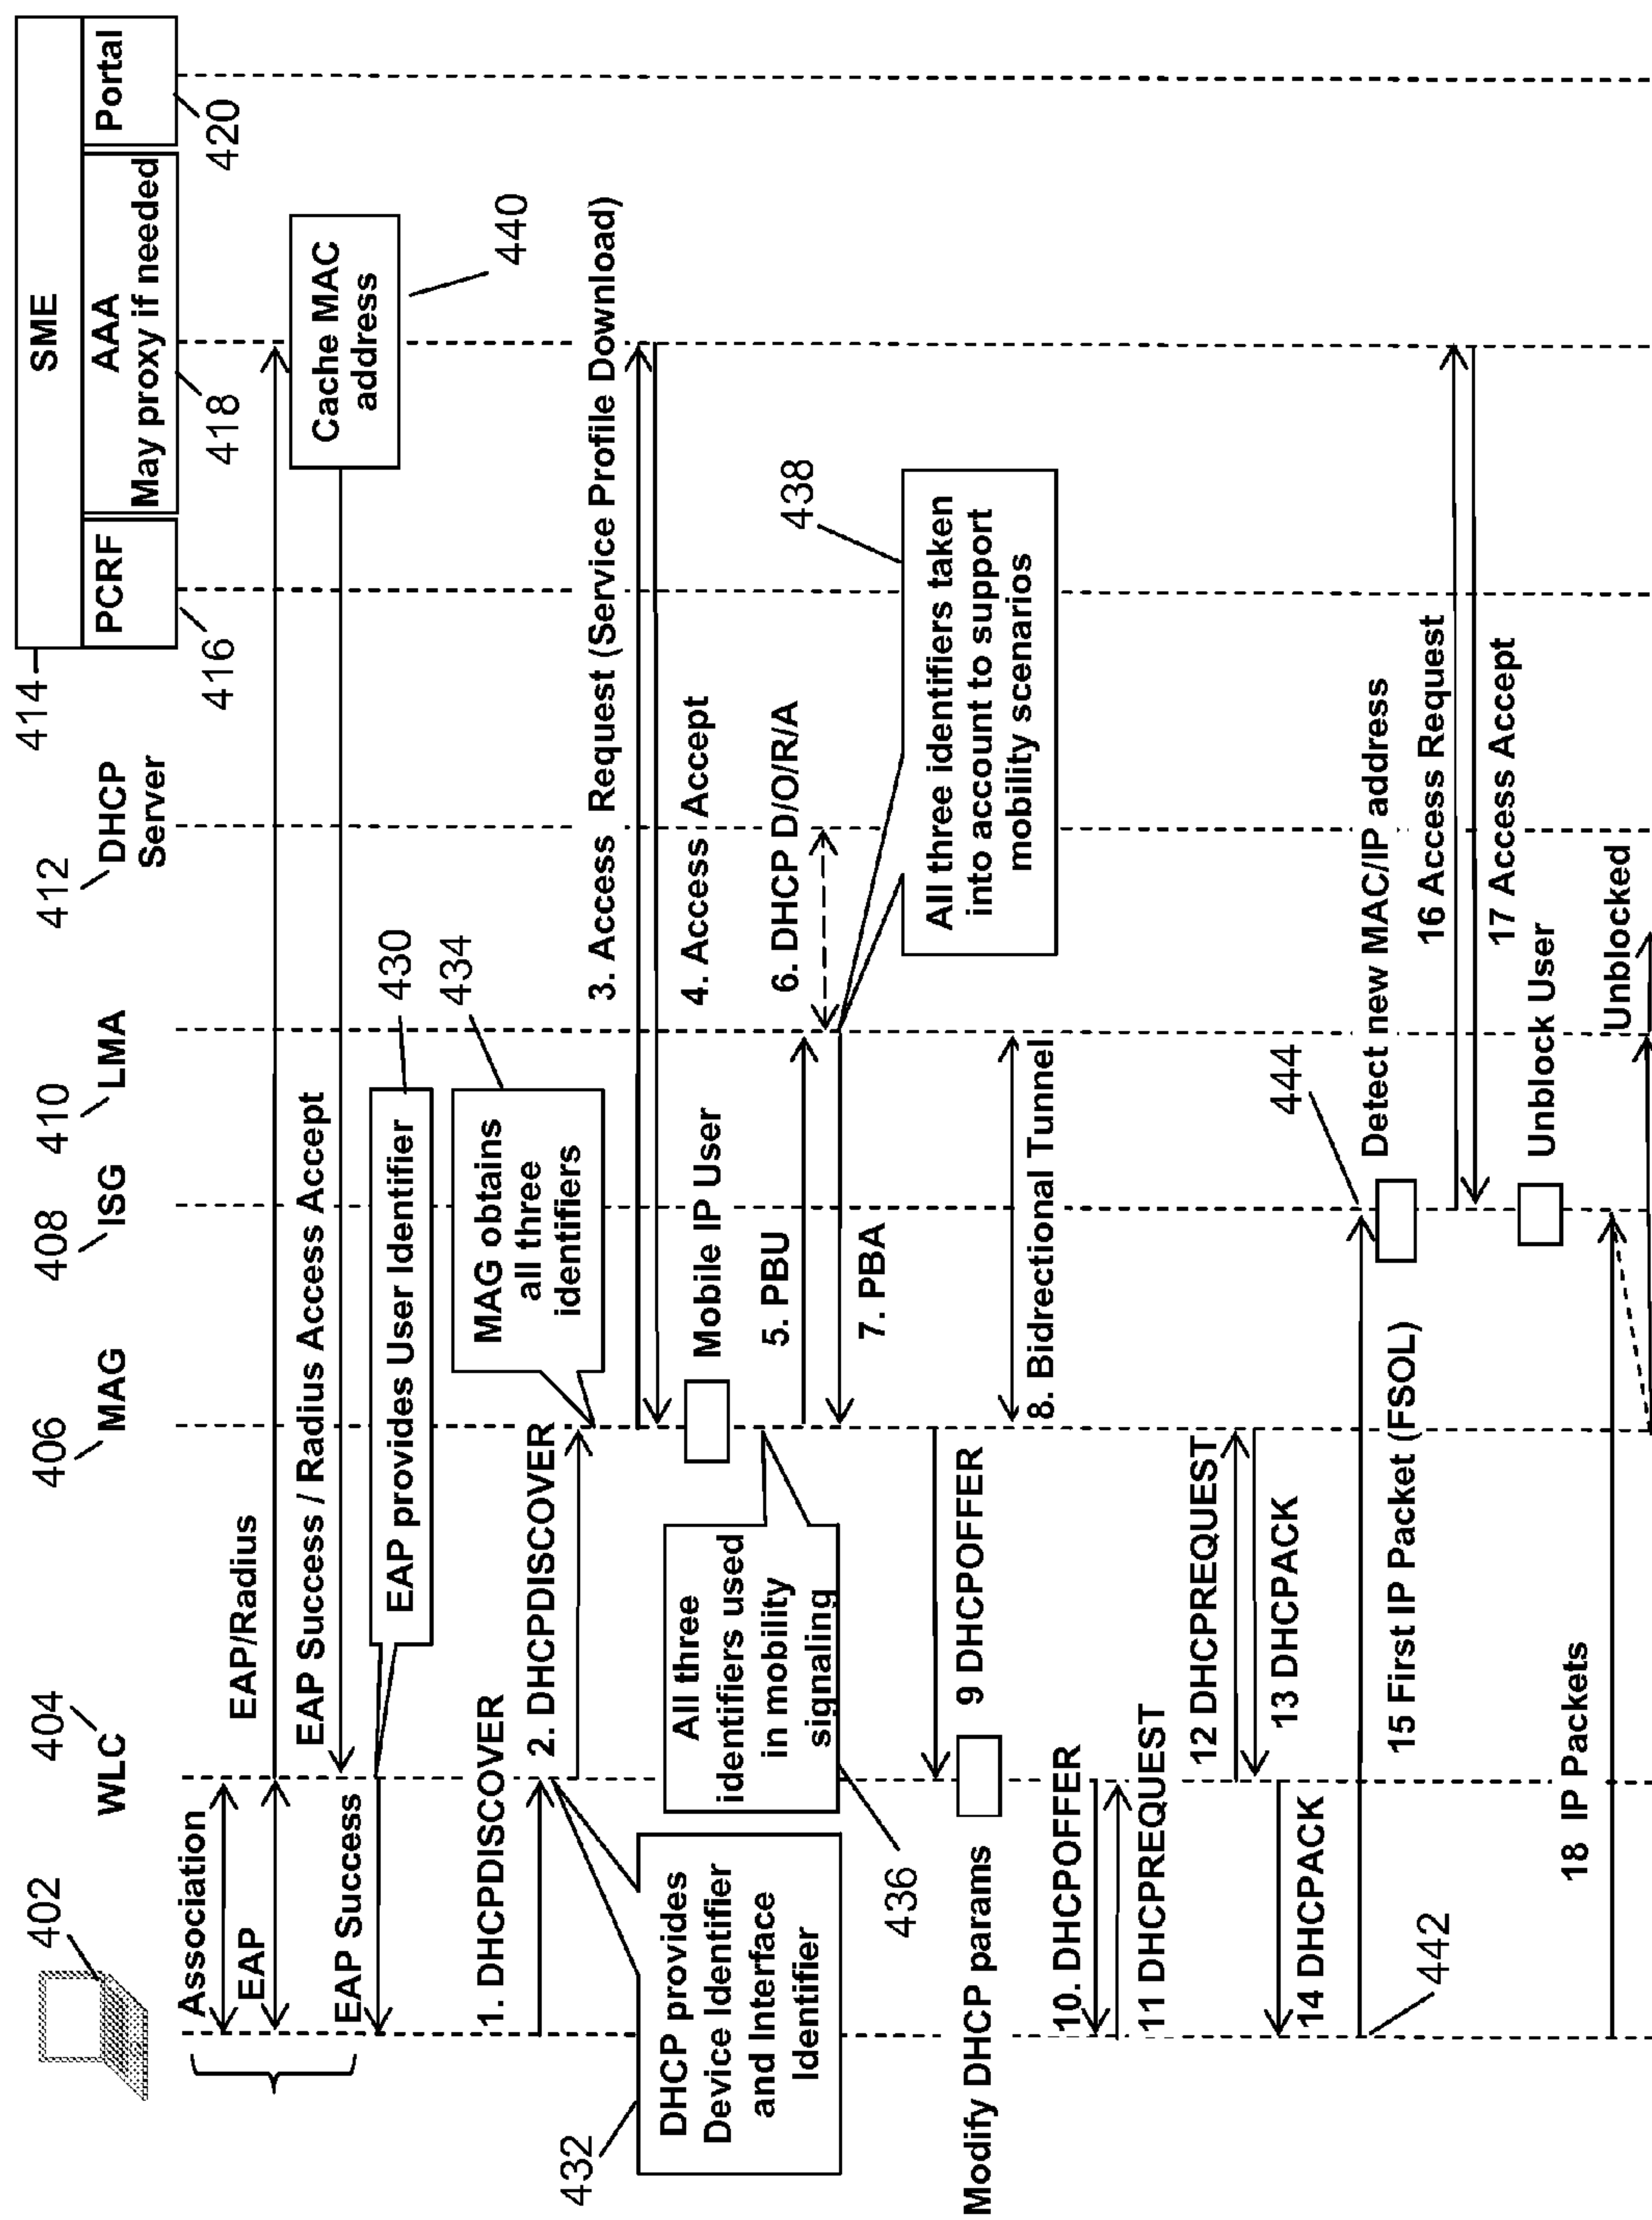 402
404
WLC
406
MAG
408
ISG
410
LMA
412
DHCP
Server
414
SME
PCRF
416
AAA
May proxy if needed
418
Portal
420
Association
EAP
EAP/Radius
EAP Success / Radius Access Accept
Cache MAC
address
440
EAP Success
EAP provides User Identifier
430
1. DHCPDISCOVER
2. DHCPDISCOVER
MAG obtains
all three
identifiers
434
DHCP provides
Device Identifier
and Interface
Identifier
432
3. Access Request (Service Profile Download)
4. Access Accept
Mobile IP User
All three
identifiers used
in mobility
signaling
436
5. PBU
6. DHCP D/O/R/A
7. PBA
All three identifiers taken
into account to support
mobility scenarios
438
9 DHCPOFFER
Modify DHCP params
8. Bidrectional Tunnel
10. DHCPOFFER
11 DHCPREQUEST
12 DHCPREQUEST
13 DHCPACK
14 DHCPACK
442
15 First IP Packet (FSOL)
444
Detect new MAC/IP address
16 Access Request
17 Access Accept
Unblock User
18 IP Packets
Unblocked